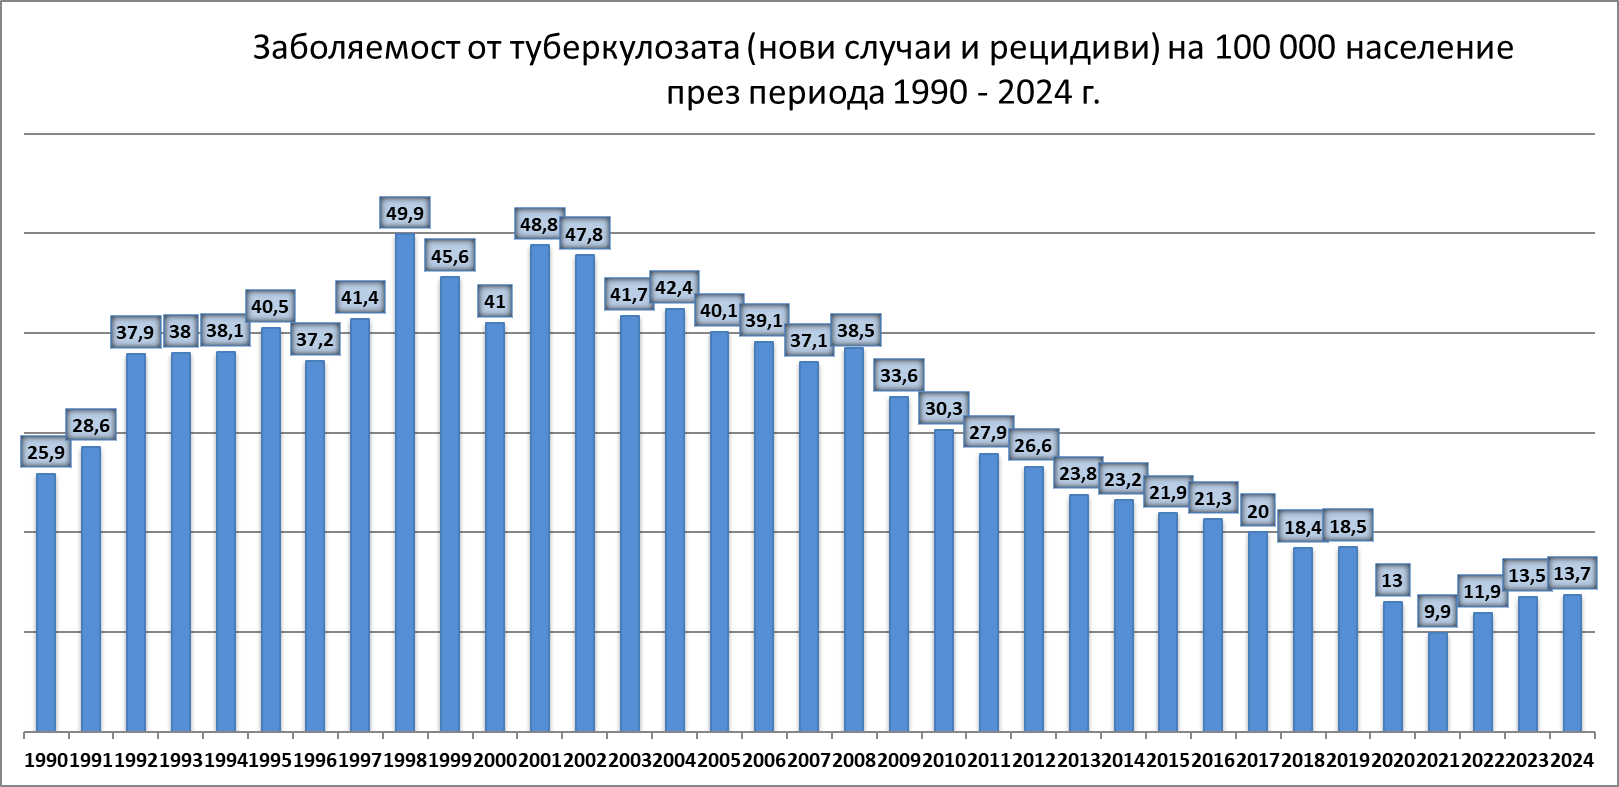 Заболяемост от туберкулозата (нови случаи и рецидиви) на 100 000 население
през периода 1990 - 2024 г.
25,9 28,6 37,9 38 38,1 40,5 37,2 41,4 49,9 45,6 41 48,8 47,8 41,7 42,4 40,1 39,1 37,1 38,5 33,6 30,3 27,9 26,6 23,8 23,2 21,9 21,3 20 18,4 18,5 13 9,9 11,9 13,5 13,7
1990 1991 1992 1993 1994 1995 1996 1997 1998 1999 2000 2001 2002 2003 2004 2005 2006 2007 2008 2009 2010 2011 2012 2013 2014 2015 2016 2017 2018 2019 2020 2021 2022 2023 2024